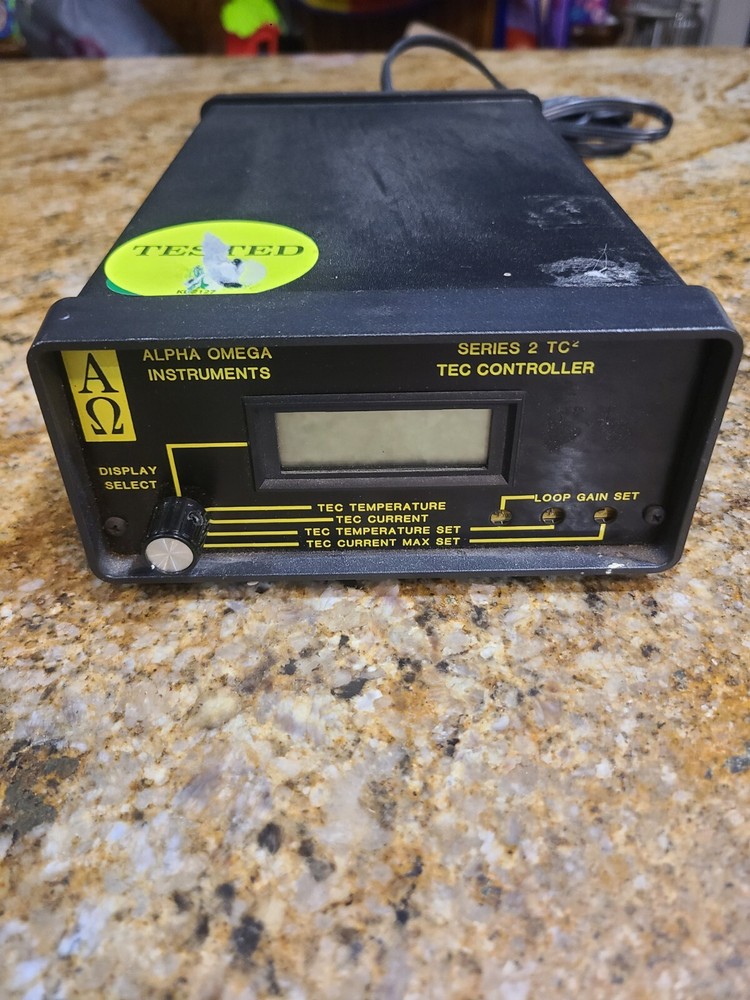 TESTED
ALPHA OMEGA
INSTRUMENTS
SERIES 2 TC²
TEC CONTROLLER
Α
Ω
DISPLAY
SELECT
LOOP GAIN SET
TEC TEMPERATURE
TEC CURRENT
TEC TEMPERATURE SET
TEC CURRENT MAX SET